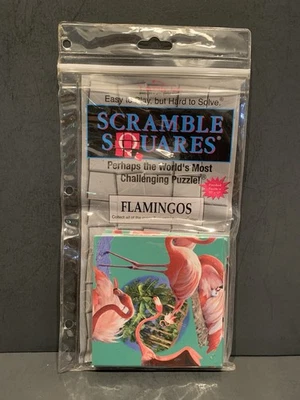 Easy to Play, but Hard to Solve.
SCRAMBLE
SQUARES®
Perhaps the World's Most
Challenging Puzzle!
FLAMINGOS